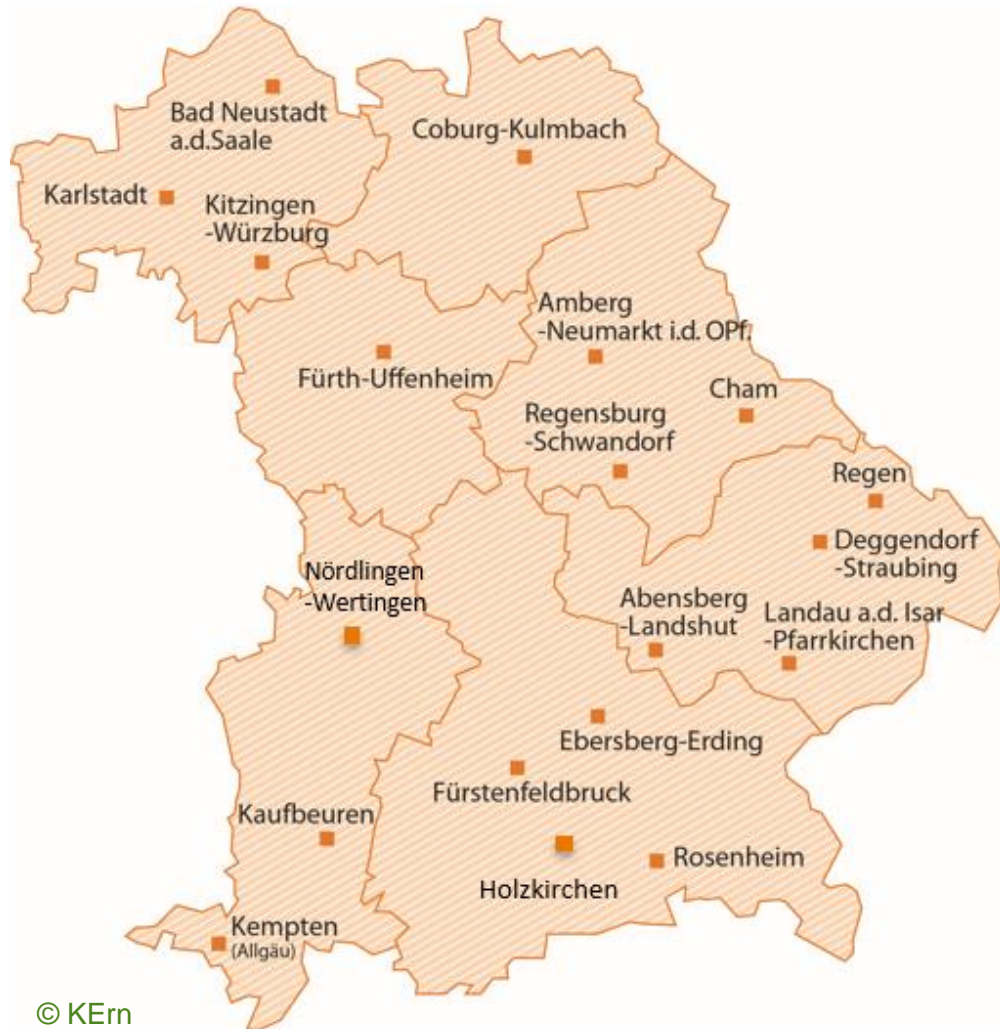 Bad Neustadt
a.d.Saale
Coburg-Kulmbach
Karlstadt
Kitzingen
-Würzburg
Amberg
-Neumarkt i.d. OPf.
Fürth-Uffenheim
Cham
Regensburg
-Schwandorf
Regen
Deggendorf
-Straubing
Nördlingen
-Wertingen
Abensberg
-Landshut
Landau a.d. Isar
-Pfarrkirchen
Ebersberg-Erding
Fürstenfeldbruck
Kaufbeuren
Rosenheim
Holzkirchen
Kempten
(Allgäu)
© KErn